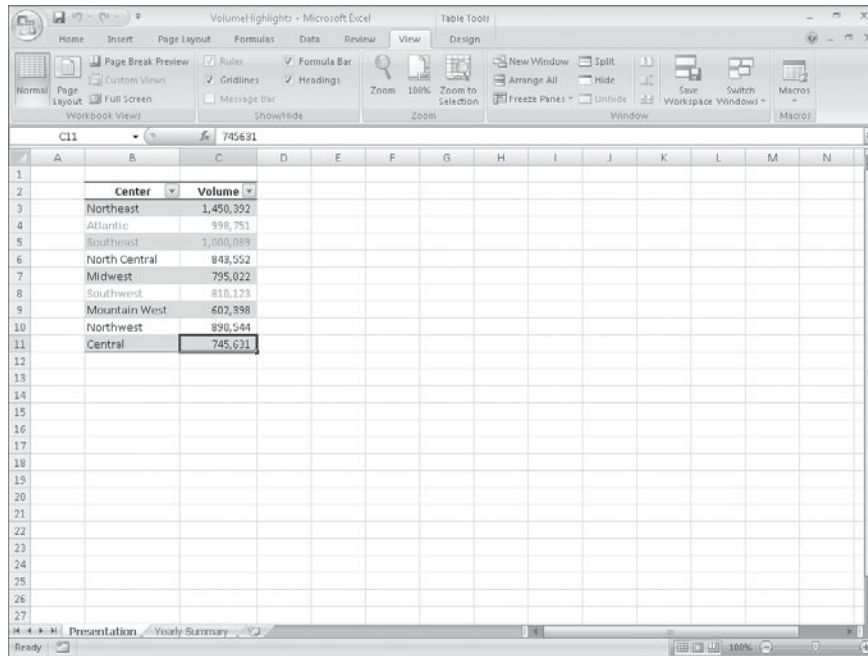 VolumeHighlights - Microsoft Excel
Table Tools
Home Insert Page Layout Formulas Data Review View Design
Normal
Page Layout
Page Break Preview
Custom Views
Full Screen
Workbook Views
Ruler
Gridlines
Message Bar
Formula Bar
Headings
Show/Hide
Zoom
100%
Zoom to Selection
Zoom
New Window
Arrange All
Freeze Panes
Split
Hide
Unhide
Save Workspace
Switch Windows
Window
Macros
Macros
C11 fx 745631
A B C D E F G H I J K L M N
1
2 Center Volume
3 Northeast 1,450,392
4 Atlantic 998,751
5 Southeast 1,000,089
6 North Central 843,552
7 Midwest 795,022
8 Southwest 810,123
9 Mountain West 602,398
10 Northwest 890,544
11 Central 745,631
12
13
14
15
16
17
18
19
20
21
22
23
24
25
26
27
Presentation Yearly Summary
Ready 100%